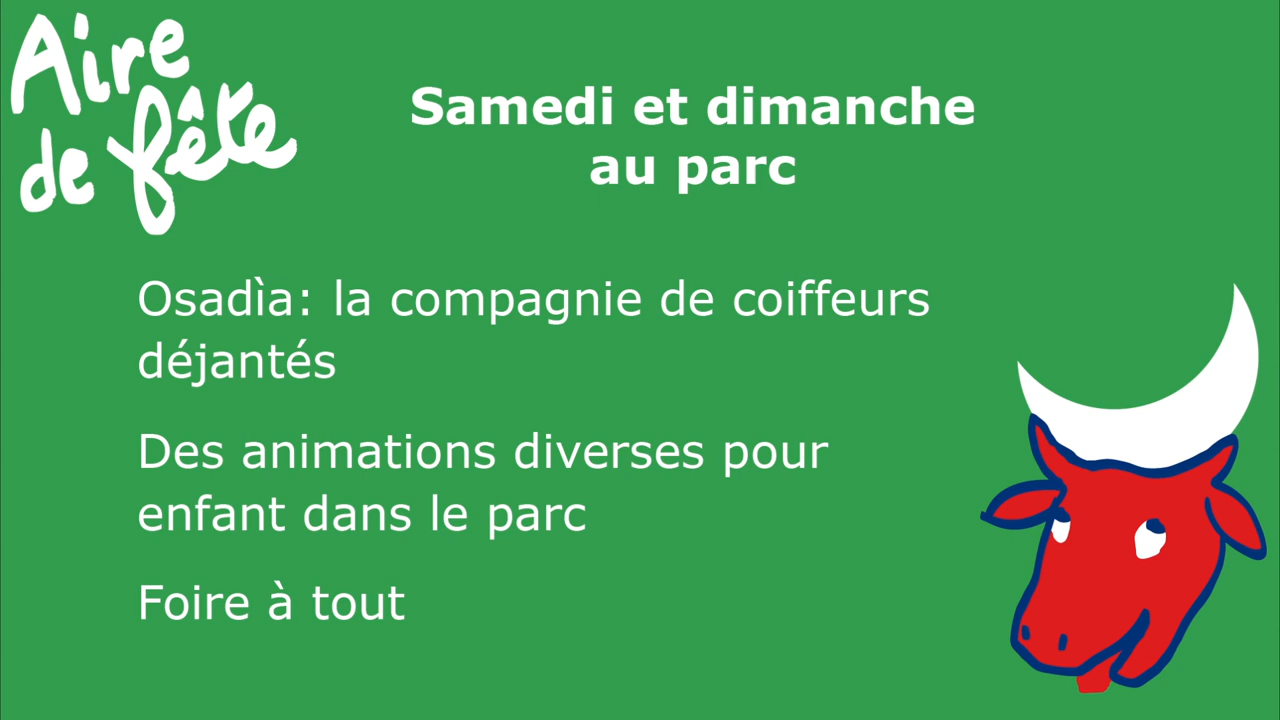 Aire
de fête
Samedi et dimanche
au parc
Osadìa: la compagnie de coiffeurs
déjantés
Des animations diverses pour
enfant dans le parc
Foire à tout